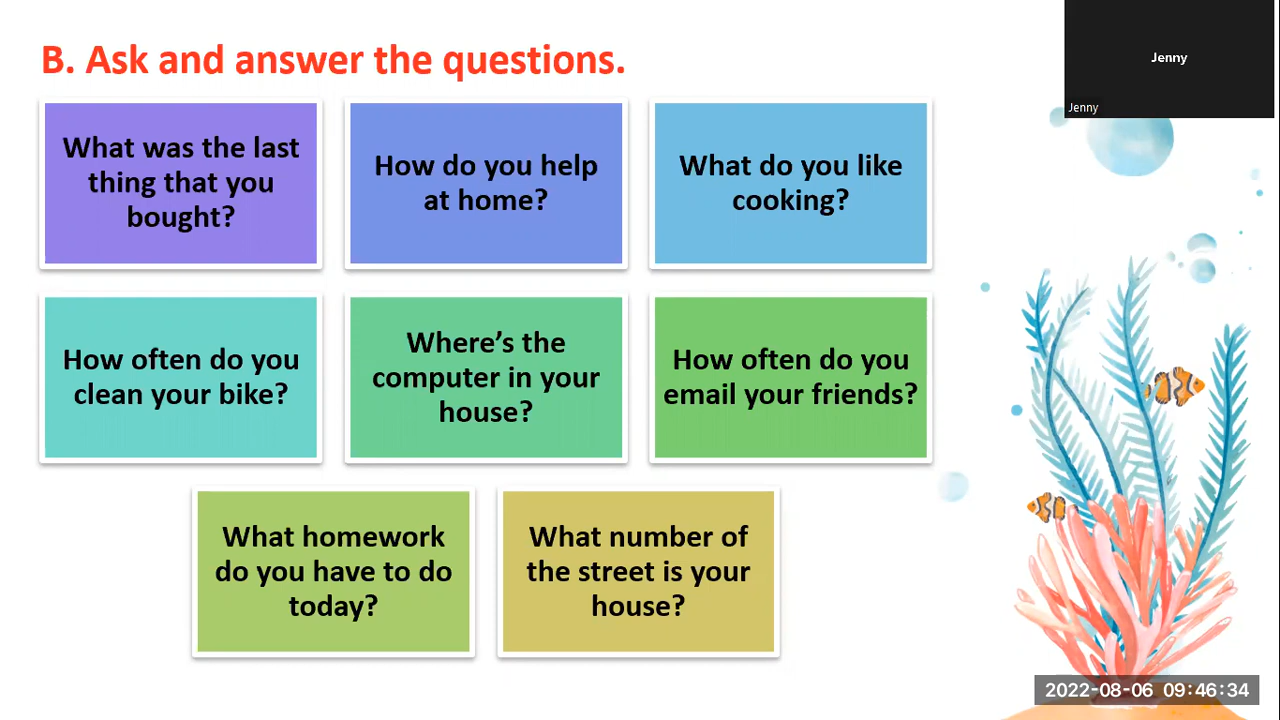 B. Ask and answer the questions.
Jenny
Jenny
What was the last
thing that you
bought?
How do you help
at home?
What do you like
cooking?
How often do you
clean your bike?
Where’s the
computer in your
house?
How often do you
email your friends?
What homework
do you have to do
today?
What number of
the street is your
house?
2022-08-06 09:46:34